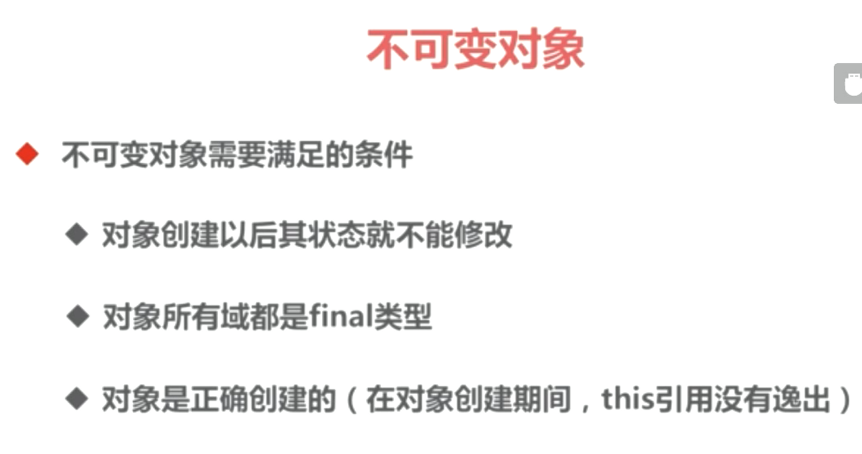 不可变对象
不可变对象需要满足的条件
对象创建以后其状态就不能修改
对象所有域都是final类型
对象是正确创建的（在对象创建期间，this引用没有逸出）